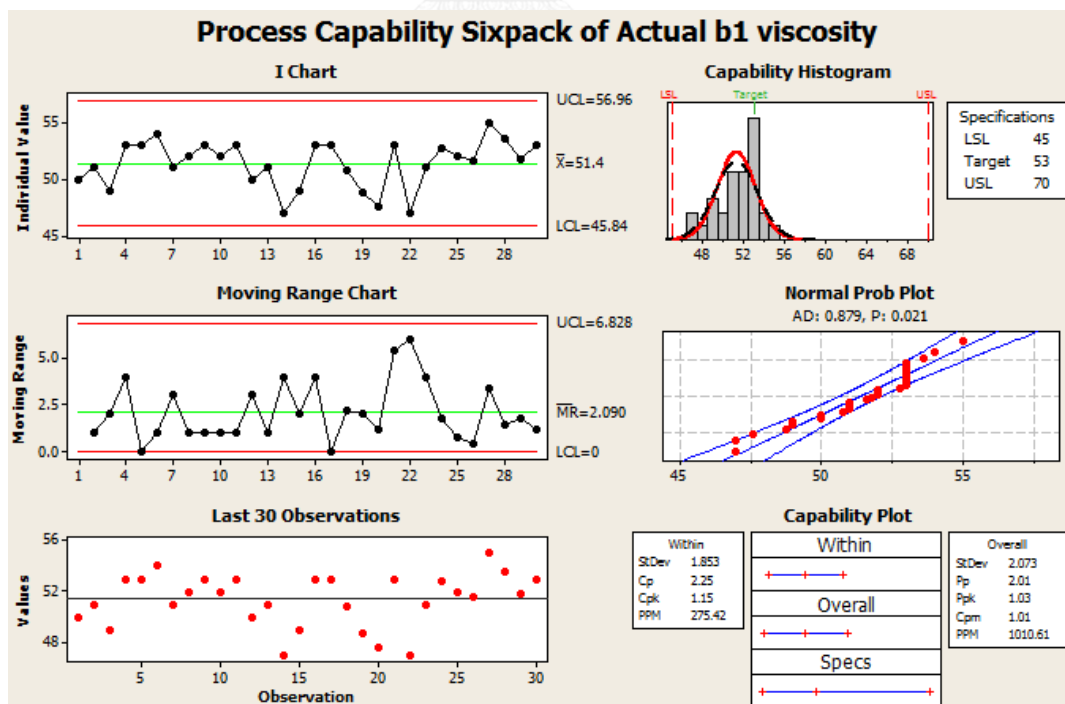 Process Capability Sixpack of Actual b1 viscosity
I Chart
Individual Value
55
50
45
1 4 7 10 13 16 19 22 25 28
UCL=56.96
X̄=51.4
LCL=45.84
Capability Histogram
LSL Target USL
48 52 56 60 64 68
Specifications
LSL 45
Target 53
USL 70
Moving Range Chart
Moving Range
5.0
2.5
0.0
1 4 7 10 13 16 19 22 25 28
UCL=6.828
M̄R̄=2.090
LCL=0
Normal Prob Plot
AD: 0.879, P: 0.021
45 50 55
Last 30 Observations
Values
56
52
48
5 10 15 20 25 30
Observation
Capability Plot
Within
StDev 1.853
Cp 2.25
Cpk 1.15
PPM 275.42
Within
Overall
Specs
Overall
StDev 2.073
Pp 2.01
Ppk 1.03
Cpm 1.01
PPM 1010.61